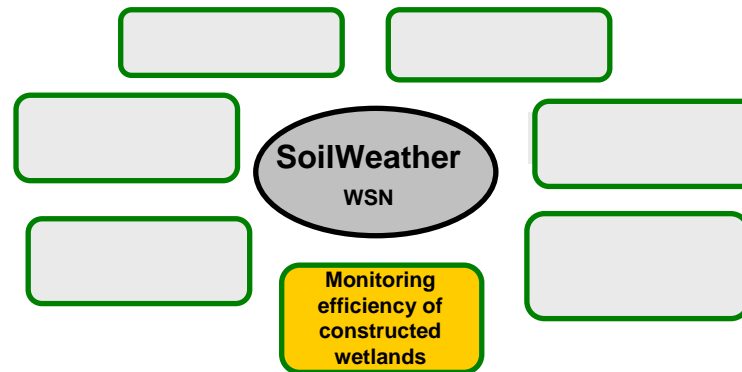 SoilWeather
WSN
Monitoring
efficiency of
constructed
wetlands